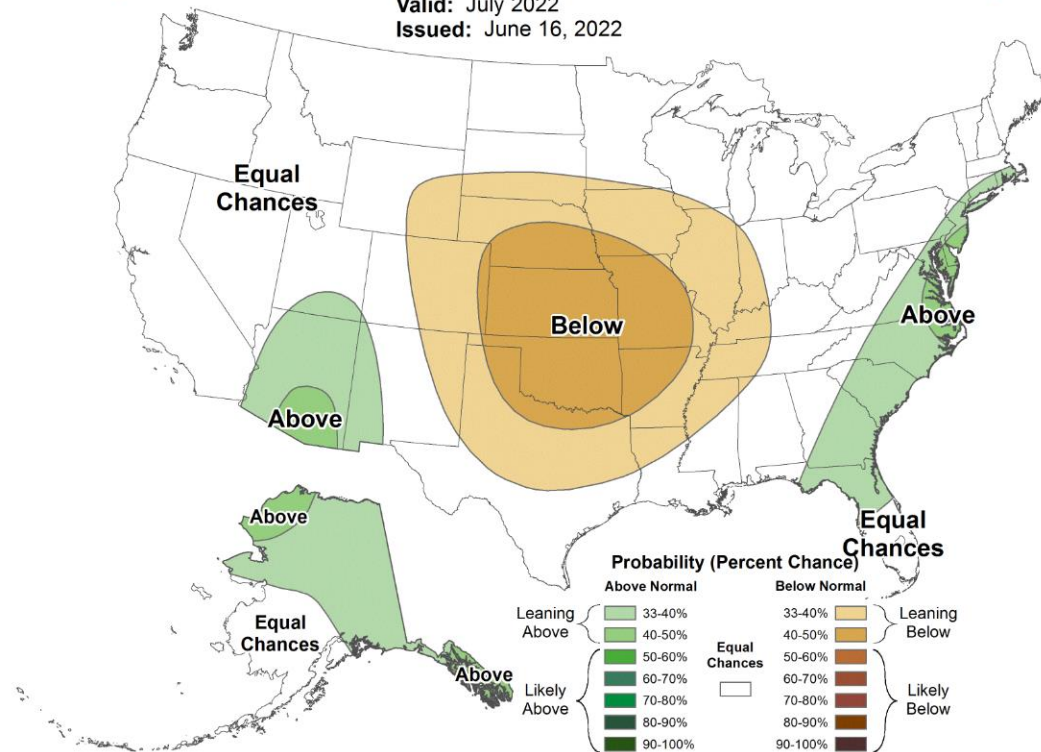 Valid: July 2022
Issued: June 16, 2022
Equal
Chances
Below
Above
Above
Above
Equal
Chances
Above
Equal
Chances
Probability (Percent Chance)
Above Normal
Below Normal
Leaning
Above
33-40%
40-50%
Likely
Above
50-60%
60-70%
70-80%
80-90%
90-100%
Equal
Chances
33-40%
40-50%
Leaning
Below
50-60%
60-70%
70-80%
80-90%
90-100%
Likely
Below